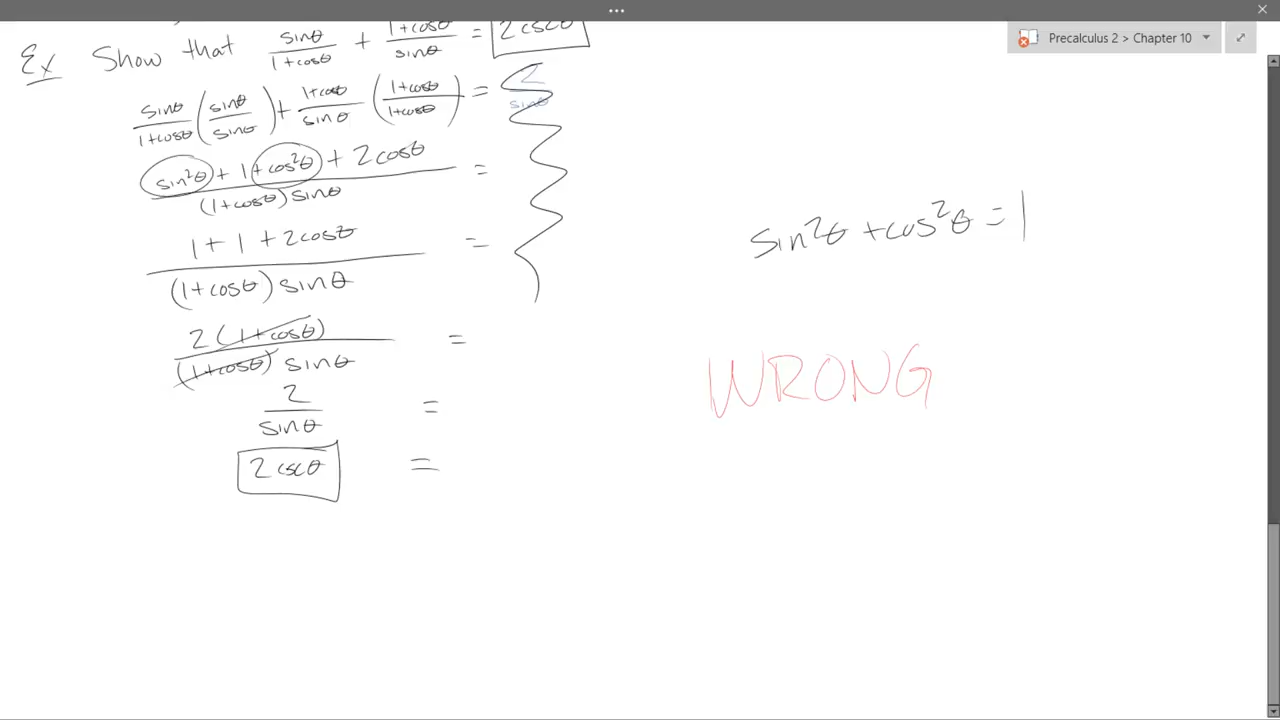 Precalculus 2 > Chapter 10
Ex Show that sinθ/(1+cosθ) + (1+cosθ)/sinθ = 2cscθ
sinθ/(1+cosθ) (sinθ/sinθ) + (1+cosθ)/sinθ ((1+cosθ)/(1+cosθ)) = 2/sinθ
(sin²θ + 1 + cos²θ + 2cosθ)/((1+cosθ)sinθ) =
sin²θ + cos²θ = 1
(1 + 1 + 2cosθ)/((1+cosθ)sinθ) =
2(1+cosθ)/((1+cosθ)sinθ) =
WRONG
2/sinθ =
2cscθ =